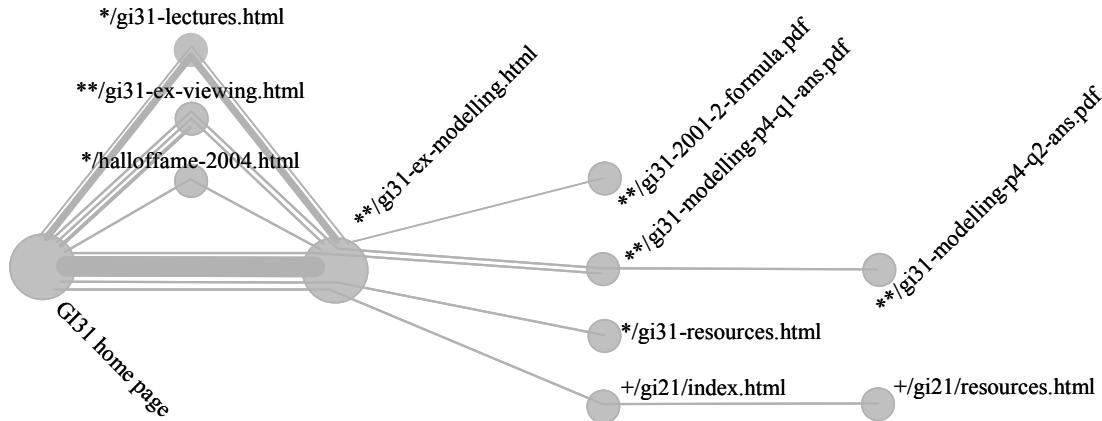 */gi31-lectures.html
**/gi31-ex-viewing.html
*/halloffame-2004.html
**/gi31-ex-modelling.html
**/gi31-2001-2-formula.pdf
**/gi31-modelling-p4-q1-ans.pdf
**/gi31-modelling-p4-q2-ans.pdf
GI31 home page
*/gi31-resources.html
+/gi21/index.html
+/gi21/resources.html